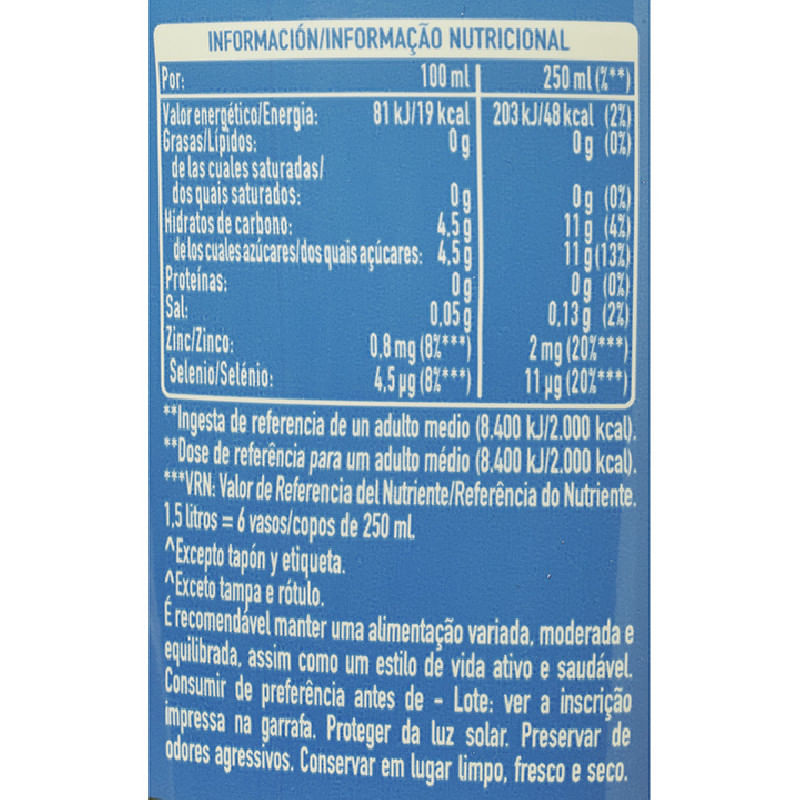 INFORMACIÓN/INFORMAÇÃO NUTRICIONAL
Por: 100 ml 250 ml (%**)
Valor energético/Energia: 81 kJ/19 kcal 203 kJ/48 kcal (2%)
Grasas/Lípidos: 0 g 0 g (0%)
de las cuales saturadas/
dos quais saturados: 0 g 0 g (0%)
Hidratos de carbono: 4,5 g 11 g (4%)
de los cuales azúcares/dos quais açúcares: 4,5 g 11 g (13%)
Proteínas: 0 g 0 g (0%)
Sal: 0,05 g 0,13 g (2%)
Zinc/Zinco: 0,8 mg (8%***) 2 mg (20%***)
Selenio/Selénio: 4,5 µg (8%***) 11 µg (20%***)
**Ingesta de referencia de un adulto medio (8.400 kJ/2.000 kcal).
**Dose de referência para um adulto médio (8.400 kJ/2.000 kcal).
***VRN: Valor de Referencia del Nutriente/Referência do Nutriente.
1,5 litros = 6 vasos/copos de 250 ml.
^Excepto tapón y etiqueta.
^Exceto tampa e rótulo.
É recomendável manter uma alimentação variada, moderada e
equilibrada, assim como um estilo de vida ativo e saudável.
Consumir de preferência antes de - Lote: ver a inscrição
impressa na garrafa. Proteger da luz solar. Preservar de
odores agressivos. Conservar em lugar limpo, fresco e seco.